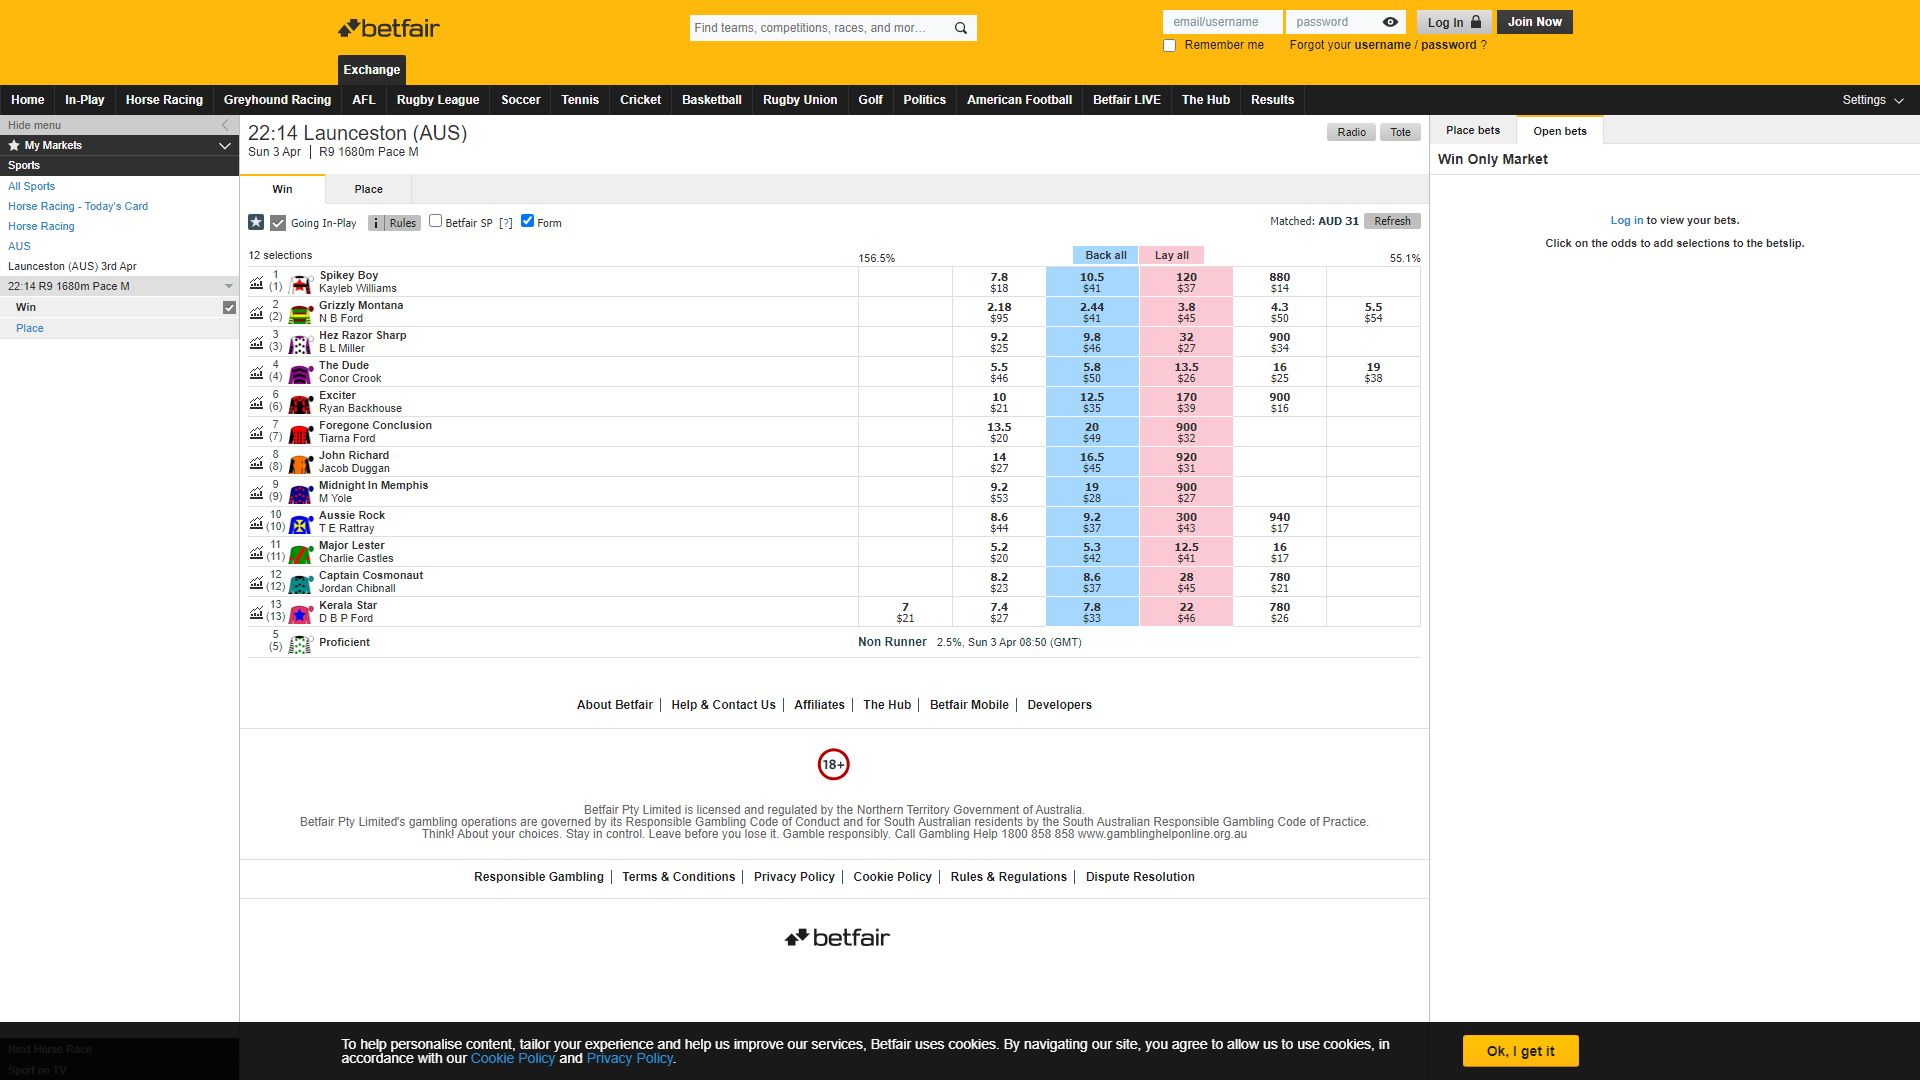 betfair
Find teams, competitions, races, and mor...
email/username
password
Log In
Join Now
Remember me
Forgot your username / password ?
Exchange
Home In-Play Horse Racing Greyhound Racing AFL Rugby League Soccer Tennis Cricket Basketball Rugby Union Golf Politics American Football Betfair LIVE The Hub Results Settings
Hide menu
My Markets
Sports
All Sports
Horse Racing - Today's Card
Horse Racing
AUS
Launceston (AUS) 3rd Apr
22:14 R9 1680m Pace M
Win
Place
Next Horse Race
Sport on TV
22:14 Launceston (AUS)
Sun 3 Apr | R9 1680m Pace M
Radio Tote
Win Place
Going In-Play i Rules Betfair SP [?] Form
Matched: AUD 31 Refresh
12 selections 156.5% Back all Lay all 55.1%
1 Spikey Boy 7.8 10.5 120 880
(1) Kayleb Williams $18 $41 $37 $14
2 Grizzly Montana 2.18 2.44 3.8 4.3 5.5
(2) N B Ford $95 $41 $45 $50 $54
3 Hez Razor Sharp 9.2 9.8 32 900
(3) B L Miller $25 $46 $27 $34
4 The Dude 5.5 5.8 13.5 16 19
(4) Conor Crook $46 $50 $26 $25 $38
6 Exciter 10 12.5 170 900
(6) Ryan Backhouse $21 $35 $39 $16
7 Foregone Conclusion 13.5 20 900
(7) Tiarna Ford $20 $49 $32
8 John Richard 14 16.5 920
(8) Jacob Duggan $27 $45 $31
9 Midnight In Memphis 9.2 19 900
(9) M Yole $53 $28 $27
10 Aussie Rock 8.6 9.2 300 940
(10) T E Rattray $44 $37 $43 $17
11 Major Lester 5.2 5.3 12.5 16
(11) Charlie Castles $20 $42 $41 $17
12 Captain Cosmonaut 8.2 8.6 28 780
(12) Jordan Chibnall $23 $37 $45 $21
13 Kerala Star 7 7.4 7.8 22 780
(13) D B P Ford $21 $27 $33 $46 $26
5 Proficient Non Runner 2.5%, Sun 3 Apr 08:50 (GMT)
(5)
Place bets Open bets
Win Only Market
Log in to view your bets.
Click on the odds to add selections to the betslip.
About Betfair | Help & Contact Us | Affiliates | The Hub | Betfair Mobile | Developers
18+
Betfair Pty Limited is licensed and regulated by the Northern Territory Government of Australia.
Betfair Pty Limited's gambling operations are governed by its Responsible Gambling Code of Conduct and for South Australian residents by the South Australian Responsible Gambling Code of Practice.
Think! About your choices. Stay in control. Leave before you lose it. Gamble responsibly. Call Gambling Help 1800 858 858 www.gamblinghelponline.org.au
Responsible Gambling | Terms & Conditions | Privacy Policy | Cookie Policy | Rules & Regulations | Dispute Resolution
betfair
To help personalise content, tailor your experience and help us improve our services, Betfair uses cookies. By navigating our site, you agree to allow us to use cookies, in
accordance with our Cookie Policy and Privacy Policy.
Ok, I get it